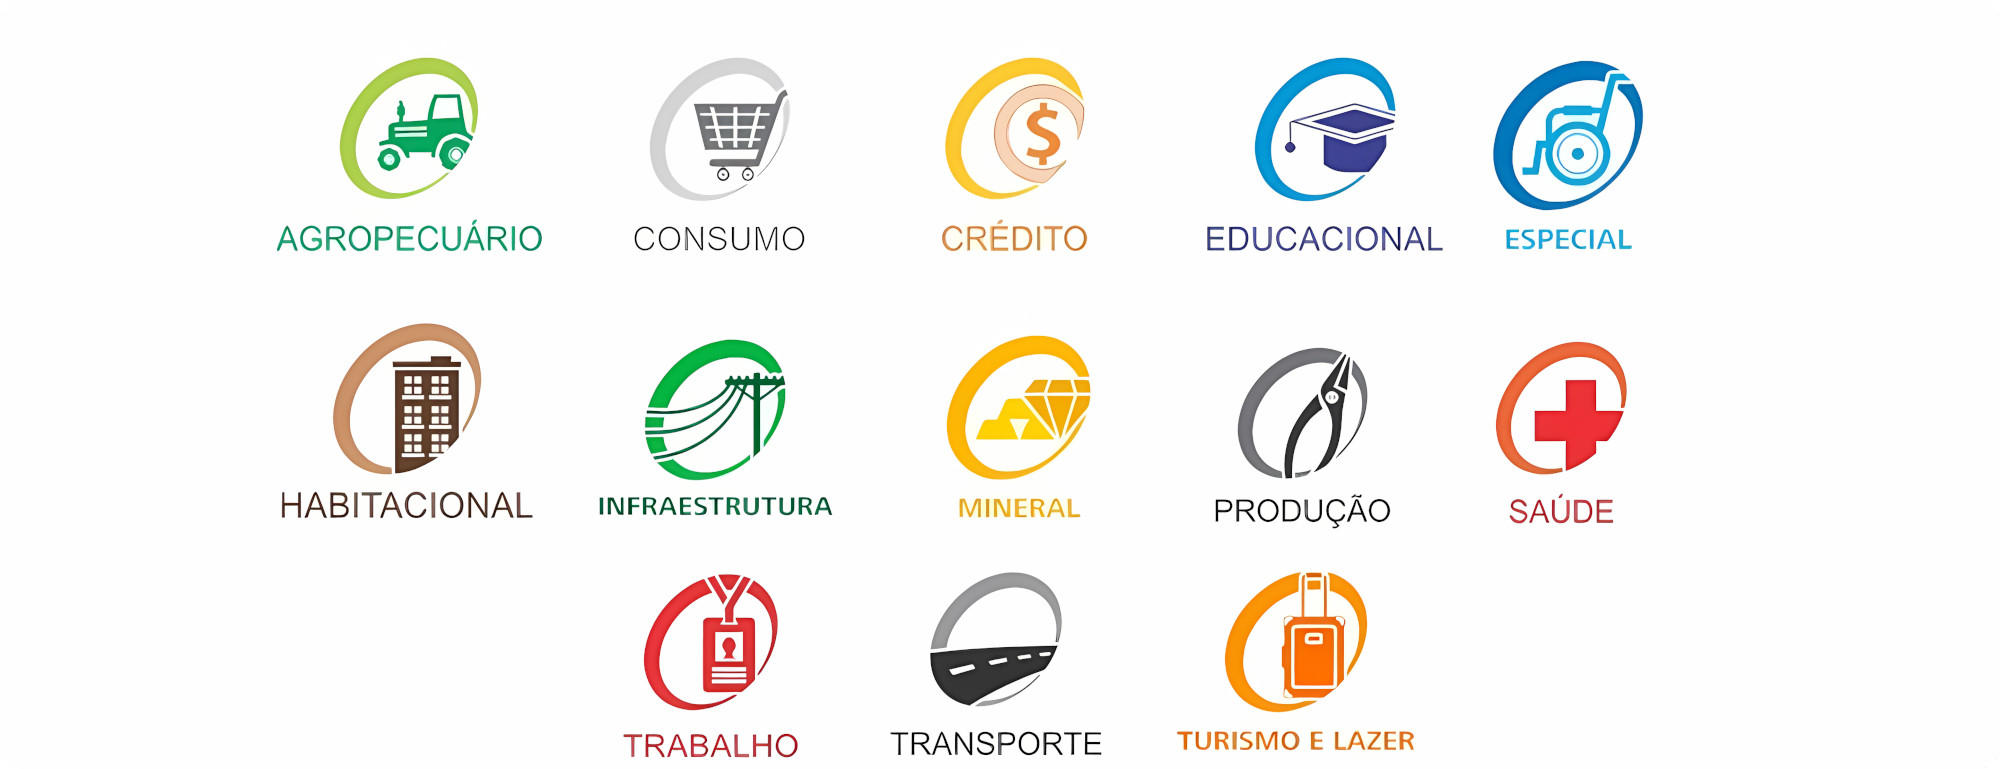 AGROPECUÁRIO
CONSUMO
CRÉDITO
EDUCACIONAL
ESPECIAL
HABITACIONAL
INFRAESTRUTURA
MINERAL
PRODUÇÃO
SAÚDE
TRABALHO
TRANSPORTE
TURISMO E LAZER